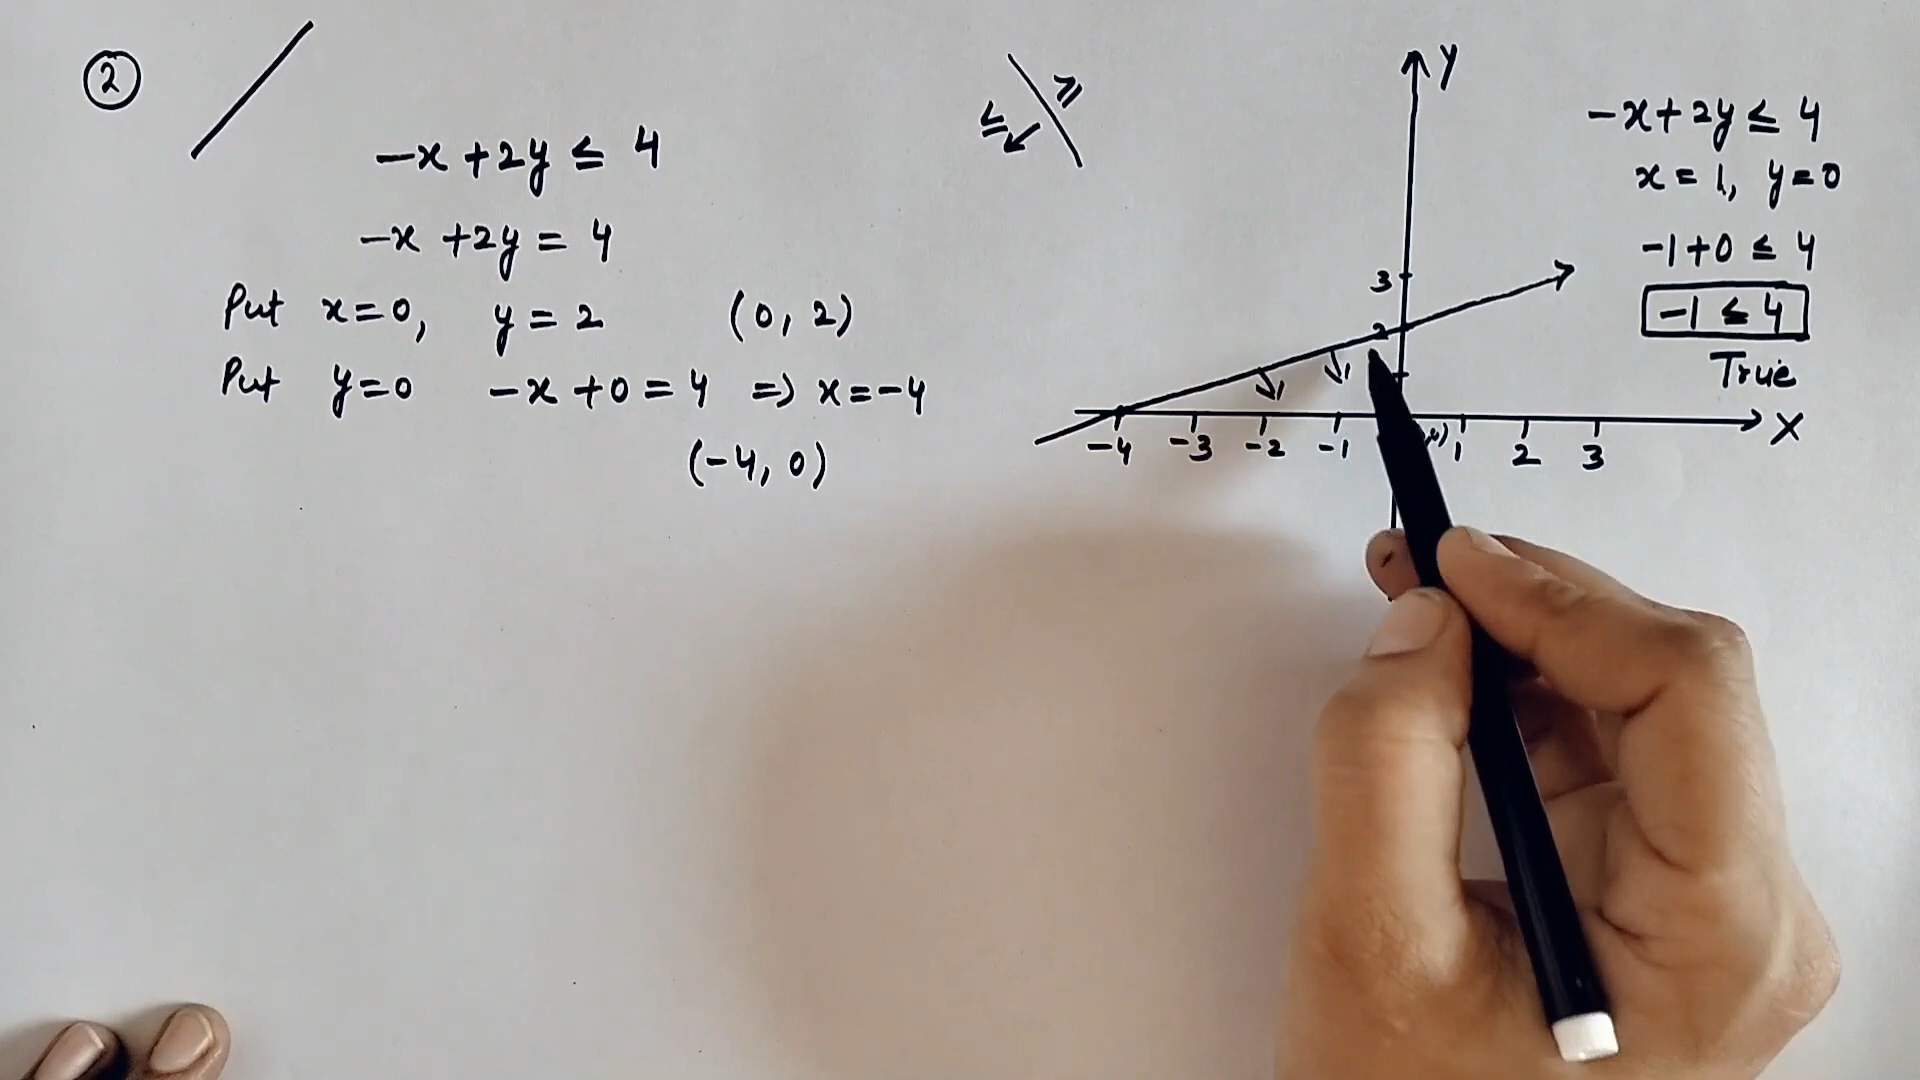 2
-x + 2y ≤ 4
-x + 2y = 4
Put x = 0, y = 2 (0, 2)
Put y = 0 -x + 0 = 4 => x = -4
(-4, 0)
≤ ≥
Y
3
2
-4 -3 -2 -1 1 2 3
X
-x + 2y ≤ 4
x = 1, y = 0
-1 + 0 ≤ 4
-1 ≤ 4
True